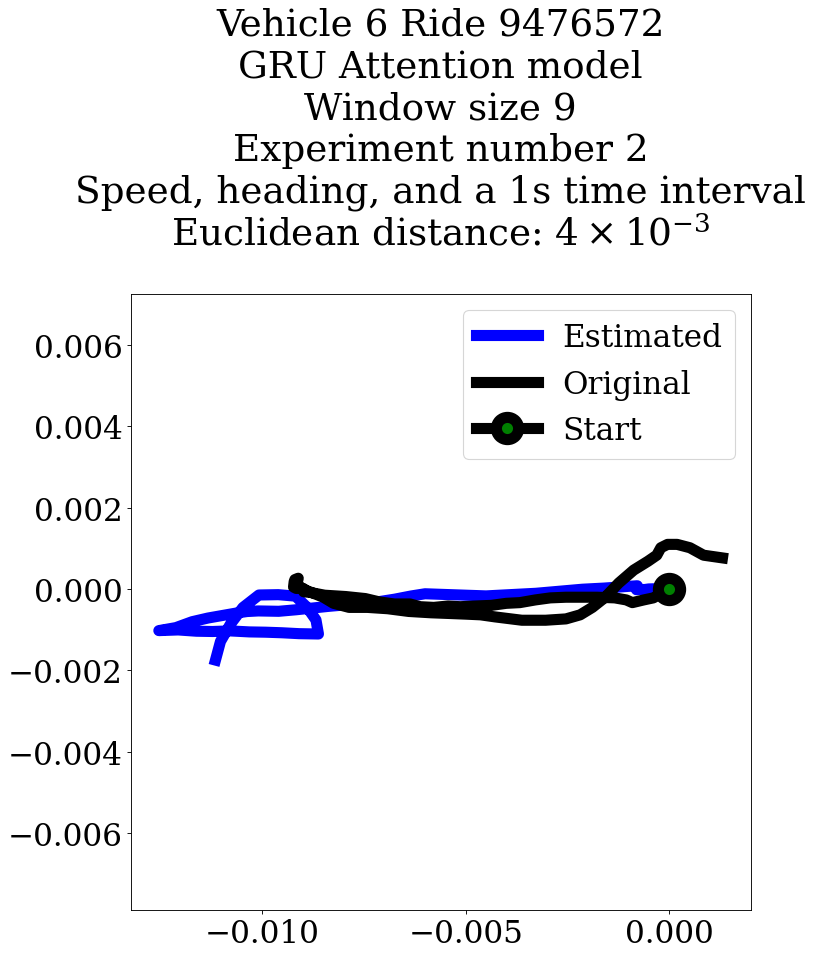 Vehicle 6 Ride 9476572
GRU Attention model
Window size 9
Experiment number 2
Speed, heading, and a 1s time interval
Euclidean distance: 4 × 10⁻³
Estimated
Original
Start
0.006
0.004
0.002
0.000
−0.002
−0.004
−0.006
−0.010
−0.005
0.000